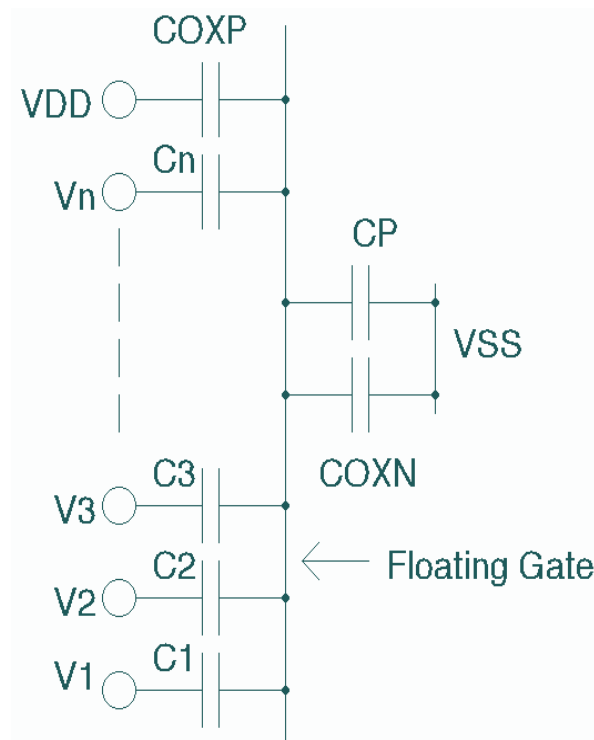 COXP
VDD
Cn
Vn
CP
VSS
COXN
C3
V3
Floating Gate
C2
V2
C1
V1